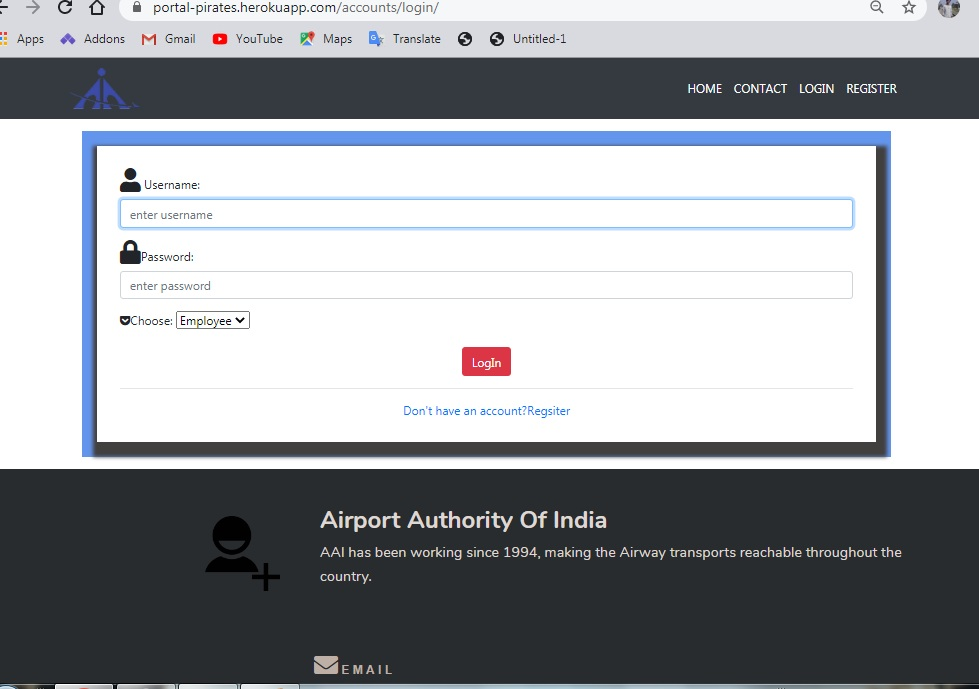 portal-pirates.herokuapp.com/accounts/login/
Apps Addons Gmail YouTube Maps Translate Untitled-1
HOME CONTACT LOGIN REGISTER
Username:
enter username
Password:
enter password
Choose: Employee
LogIn
Don't have an account?Regsiter
Airport Authority Of India
AAI has been working since 1994, making the Airway transports reachable throughout the
country.
EMAIL